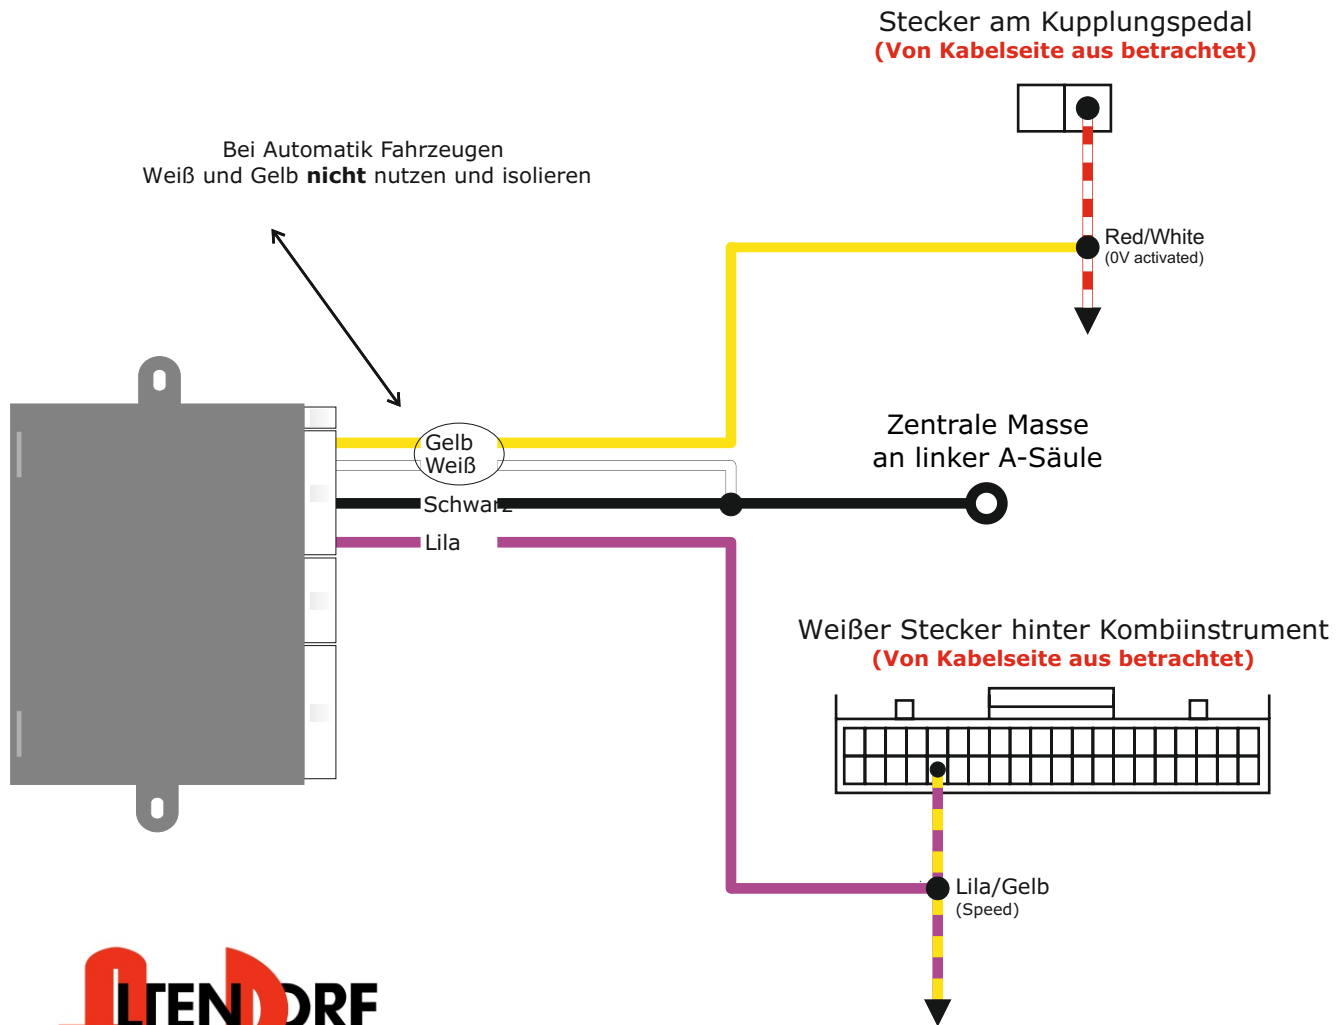 Stecker am Kupplungspedal
(Von Kabelseite aus betrachtet)
Bei Automatik Fahrzeugen
Weiß und Gelb nicht nutzen und isolieren
Red/White
(0V activated)
Gelb
Weiß
Schwarz
Lila
Zentrale Masse
an linker A-Säule
Weißer Stecker hinter Kombiinstrument
(Von Kabelseite aus betrachtet)
Lila/Gelb
(Speed)
ALTENDORF